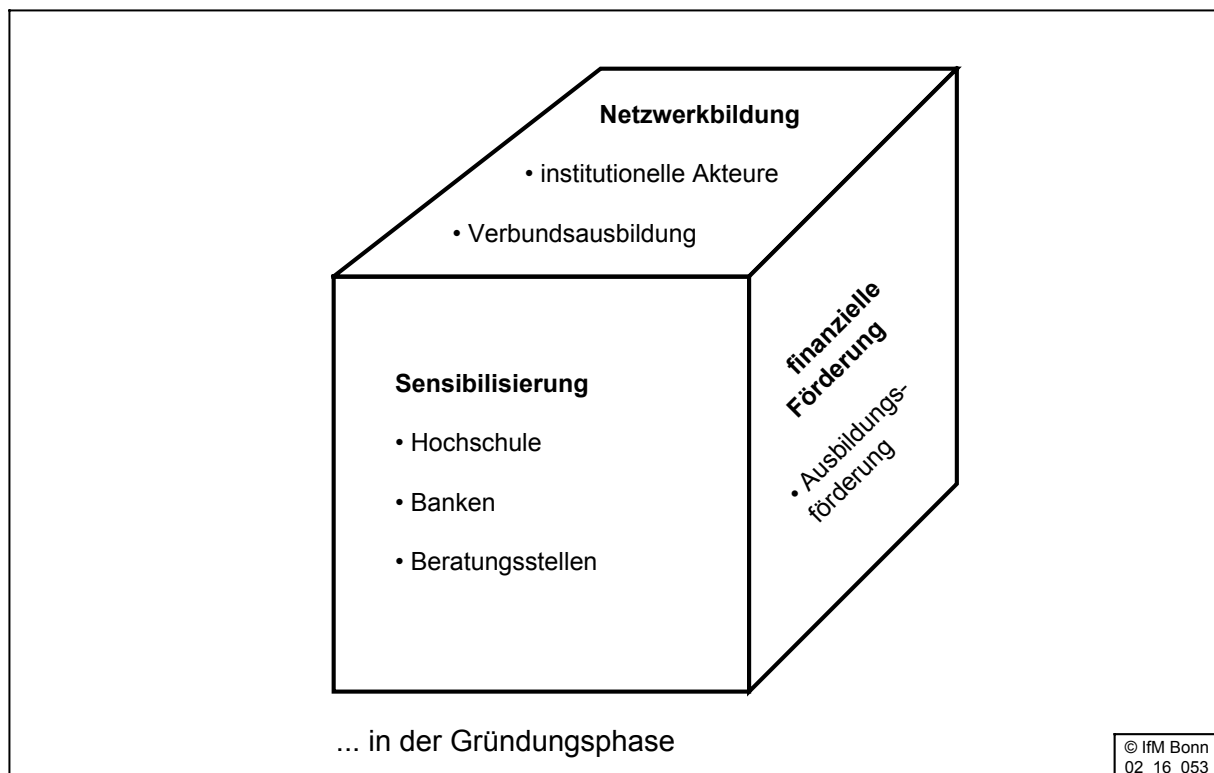 Netzwerkbildung
• institutionelle Akteure
• Verbundsausbildung
Sensibilisierung
• Hochschule
• Banken
• Beratungsstellen
finanzielle
Förderung
• Ausbildungs-
förderung
... in der Gründungsphase
© IfM Bonn
02 16 053